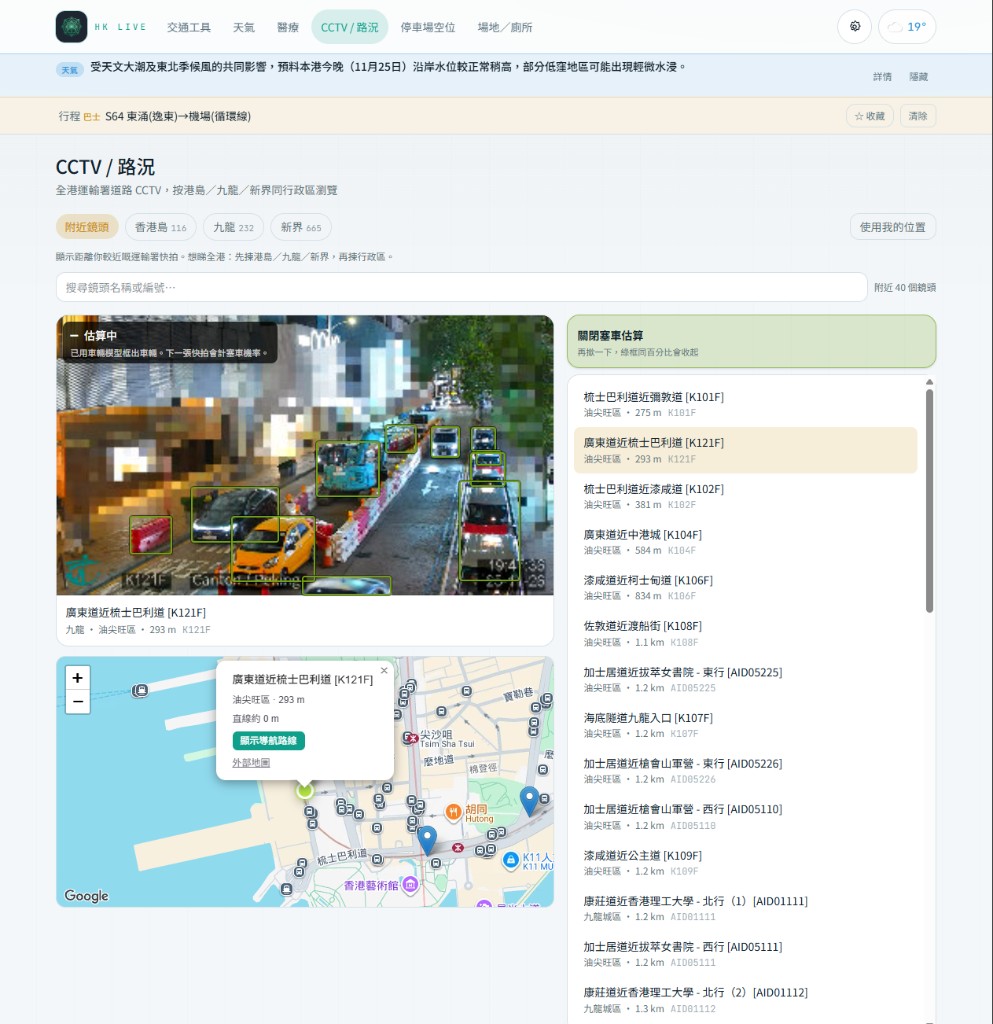 HK LIVE 交通工具 天氣 醫療 CCTV / 路況 停車場空位 場地／廁所 19°
天氣 受天文大潮及東北季候風的共同影響，預料本港今晚（11月25日）沿岸水位較正常稍高，部分低窪地區可能出現輕微水浸。 詳情 隱藏
行程 巴士 S64 東涌(逸東)→機場(循環線) ☆ 收藏 清除
CCTV / 路況
全港運輸署道路 CCTV，按港島／九龍／新界同行政區瀏覽
附近鏡頭 香港島 116 九龍 232 新界 665 使用我的位置
顯示距離你較近嘅運輸署快拍。想睇全港：先揀港島／九龍／新界，再揀行政區。
搜尋鏡頭名稱或編號⋯ 附近 40 個鏡頭
估算中
已用車輛模型框出車輛。下一張快拍會計塞車機率。
K121F Canton / Peking
廣東道近梳士巴利道 [K121F]
九龍 · 油尖旺區 · 293 m K121F
+
−
廣東道近梳士巴利道 [K121F]
×
油尖旺區 · 293 m
直線約 0 m
顯示導航路線
外部地圖
寶勒巷
尖沙咀
Tsim Sha Tsui
麼地道
棉登徑
胡同
Hutong
梳士巴利道
K11人
K11 MU
香港藝術館
Google
關閉塞車估算
再撳一下，綠框同百分比會收起
梳士巴利道近彌敦道 [K101F]
油尖旺區 · 275 m K101F
廣東道近梳士巴利道 [K121F]
油尖旺區 · 293 m K121F
梳士巴利道近漆咸道 [K102F]
油尖旺區 · 381 m K102F
廣東道近中港城 [K104F]
油尖旺區 · 584 m K104F
漆咸道近柯士甸道 [K106F]
油尖旺區 · 834 m K106F
佐敦道近渡船街 [K108F]
油尖旺區 · 1.1 km K108F
加士居道近拔萃女書院 - 東行 [AID05225]
油尖旺區 · 1.2 km AID05225
海底隧道九龍入口 [K107F]
油尖旺區 · 1.2 km K107F
加士居道近槍會山軍營 - 東行 [AID05226]
油尖旺區 · 1.2 km AID05226
加士居道近槍會山軍營 - 西行 [AID05110]
油尖旺區 · 1.2 km AID05110
漆咸道近公主道 [K109F]
油尖旺區 · 1.2 km K109F
康莊道近香港理工大學 - 北行（1）[AID01111]
九龍城區 · 1.2 km AID01111
加士居道近拔萃女書院 - 西行 [AID05111]
油尖旺區 · 1.2 km AID05111
康莊道近香港理工大學 - 北行（2）[AID01112]
九龍城區 · 1.3 km AID01112